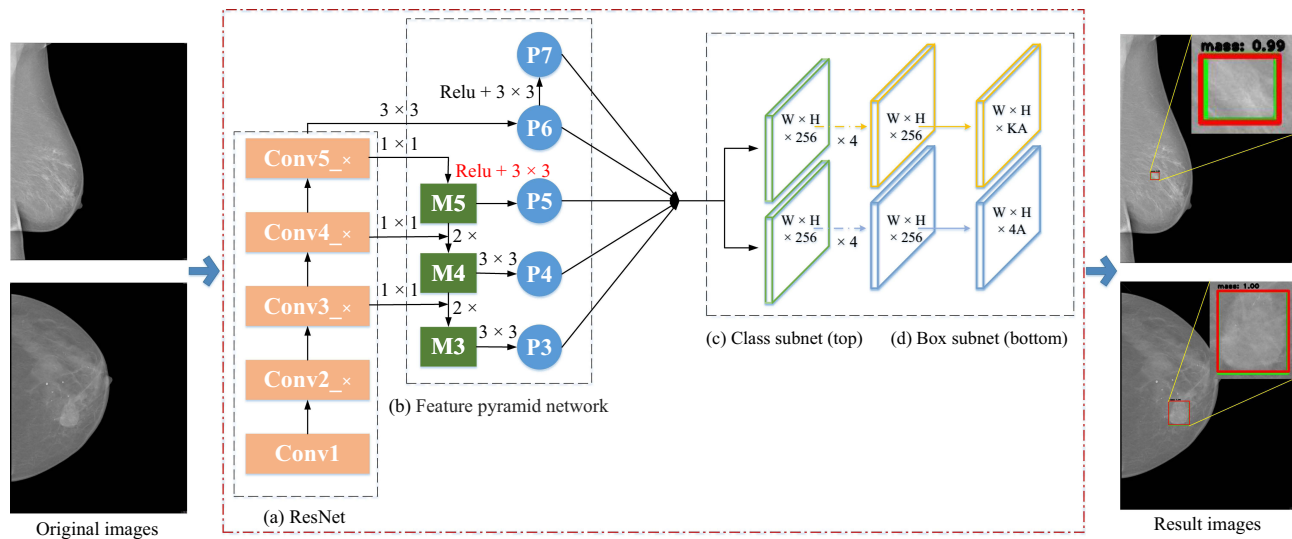 Original images
Conv5_×
Conv4_×
Conv3_×
Conv2_×
Conv1
(a) ResNet
3 × 3
1 × 1
1 × 1
1 × 1
P7
Relu + 3 × 3
P6
Relu + 3 × 3
M5
P5
2 ×
3 × 3
M4
P4
2 ×
3 × 3
M3
P3
(b) Feature pyramid network
W × H
× 256
× 4
W × H
× 256
W × H
× KA
W × H
× 256
× 4
W × H
× 256
W × H
× 4A
(c) Class subnet (top)
(d) Box subnet (bottom)
mass: 0.99
mass: 1.00
Result images